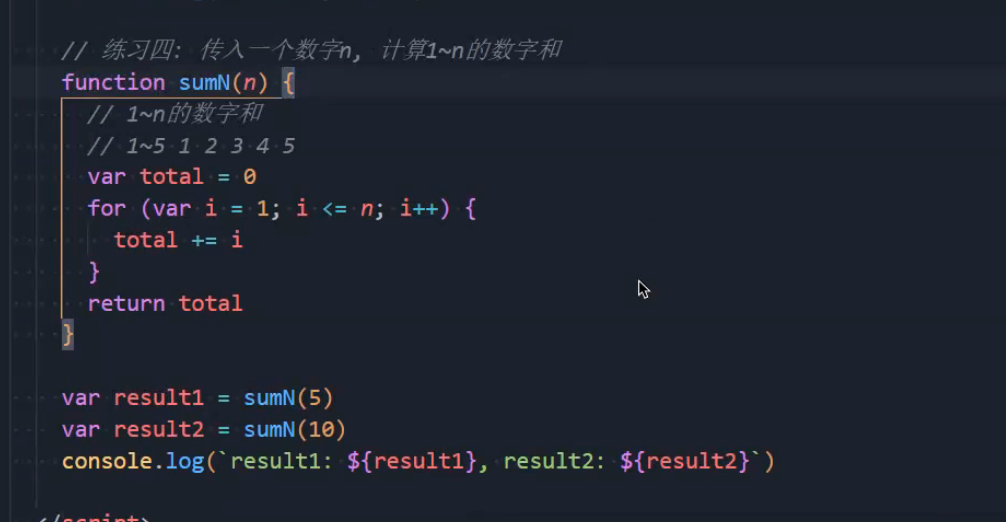 // 练习四: 传入一个数字n, 计算1~n的数字和
function sumN(n) {
// 1~n的数字和
// 1~5 1 2 3 4 5
var total = 0
for (var i = 1; i <= n; i++) {
total += i
}
return total
}
var result1 = sumN(5)
var result2 = sumN(10)
console.log(`result1: ${result1}, result2: ${result2}`)
</script>